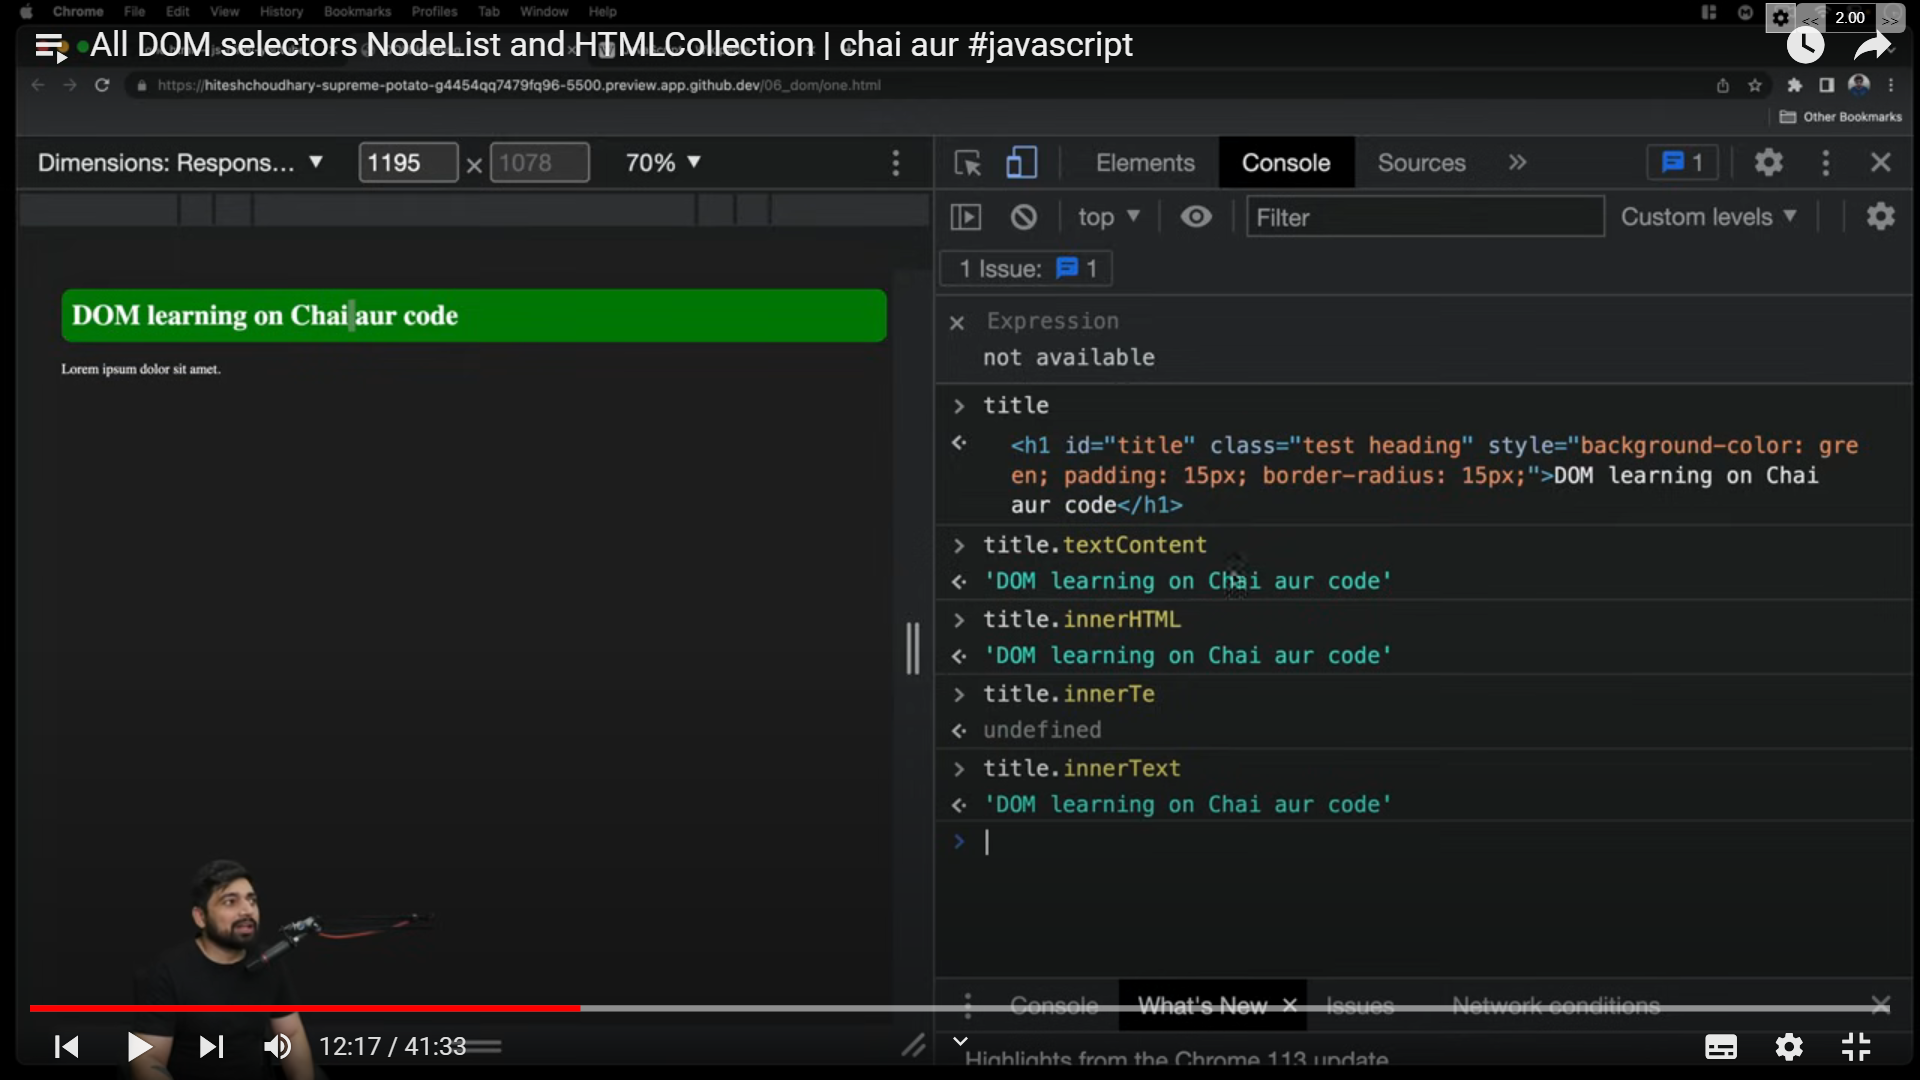 Chrome File Edit View History Bookmarks Profiles Tab Window Help
<< 2.00 >>
All DOM selectors NodeList and HTMLCollection | chai aur #javascript
https://hiteshchoudhary-supreme-potato-g4454qq7479fq96-5500.preview.app.github.dev/06_dom/one.html
Other Bookmarks
Dimensions: Respons... ▼ 1195 × 1078 70% ▼
Elements Console Sources » 1
top ▼ Filter Custom levels ▼
1 Issue: 1
DOM learning on Chai aur code
Lorem ipsum dolor sit amet.
× Expression
not available
> title
<h1 id="title" class="test heading" style="background-color: gre
en; padding: 15px; border-radius: 15px;">DOM learning on Chai
aur code</h1>
> title.textContent
'DOM learning on Chai aur code'
> title.innerHTML
'DOM learning on Chai aur code'
> title.innerTe
undefined
> title.innerText
'DOM learning on Chai aur code'
>
Console What's New × Issues Network conditions
12:17 / 41:33
Highlights from the Chrome 113 update